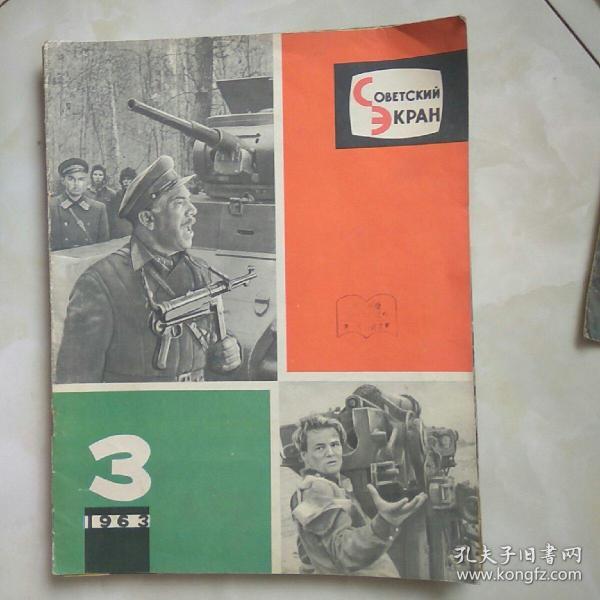 СОВЕТСКИЙ
ЭКРАН
3
1963
孔夫子旧书网
www.kongfz.com